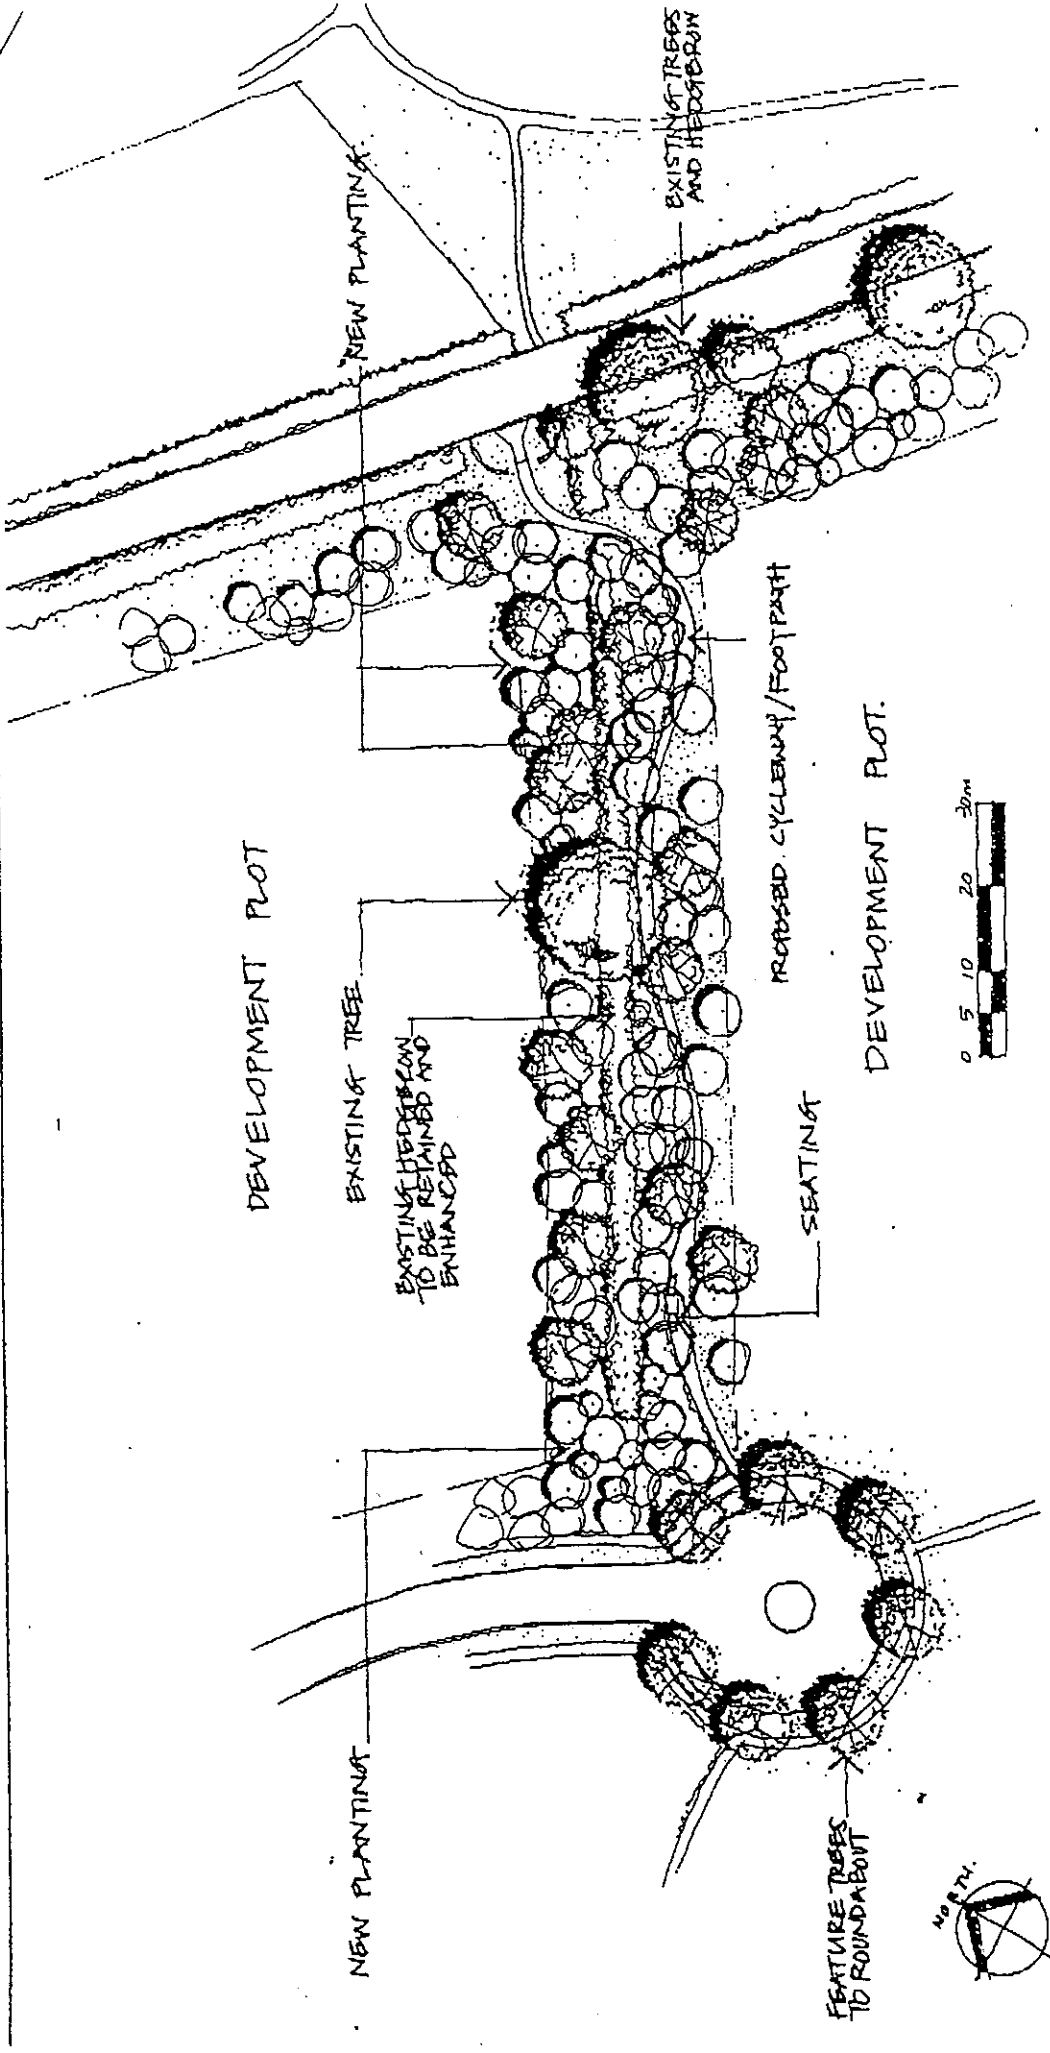 NEW PLANTING.
EXISTING TREES
AND HEDGEROW
DEVELOPMENT PLOT
EXISTING TREE
EXISTING HEDGEROW
TO BE RETAINED AND
ENHANCED
PROPOSED CYCLEWAY/FOOTPATH
DEVELOPMENT PLOT.
0 5 10 20 30m
SEATING
NEW PLANTING
FEATURE TREES
TO ROUNDABOUT
NORTH.